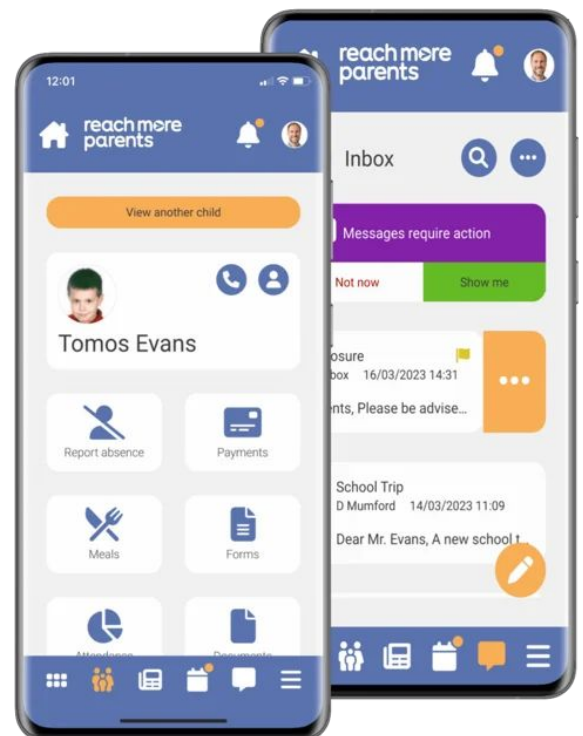 12:01
reach more
parents
View another child
Tomos Evans
Report absence
Payments
Meals
Forms
Attendance
Documents
reach more
parents
Inbox
Messages require action
Not now
Show me
osure
box 16/03/2023 14:31
nts, Please be advise...
School Trip
D Mumford 14/03/2023 11:09
Dear Mr. Evans, A new school t...